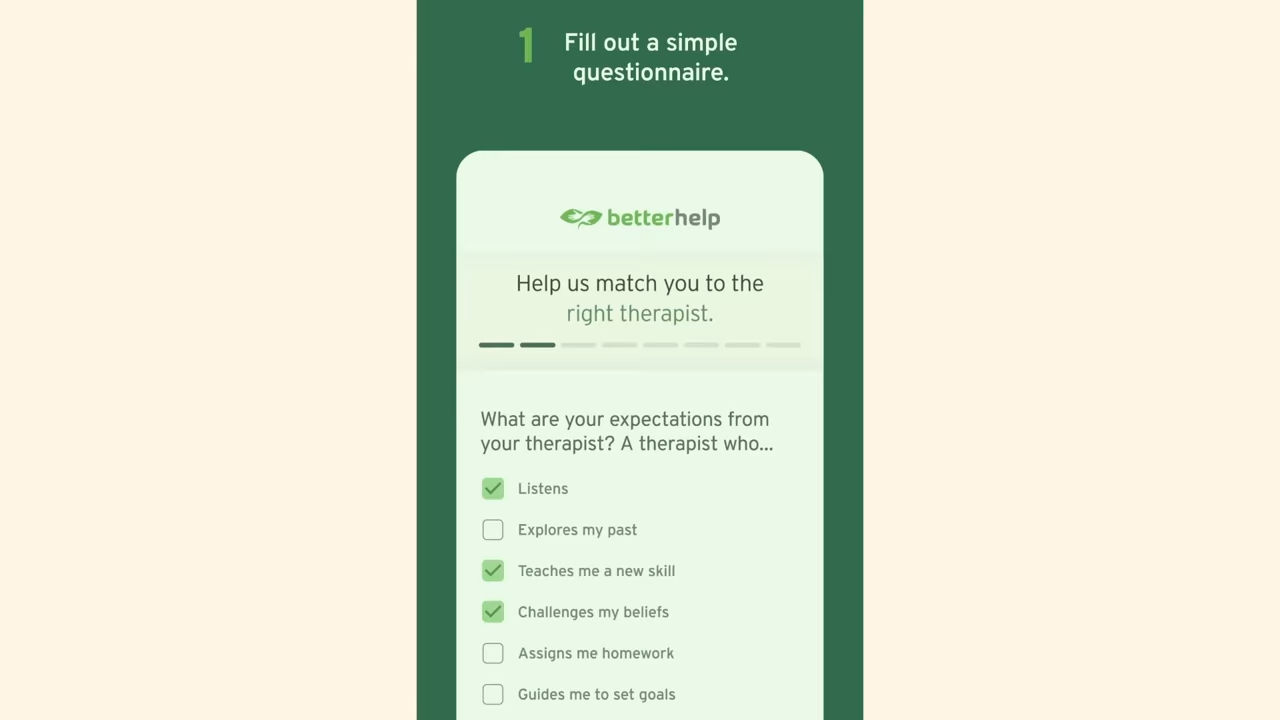 1
Fill out a simple
questionnaire.
betterhelp
Help us match you to the
right therapist.
What are your expectations from
your therapist? A therapist who...
Listens
Explores my past
Teaches me a new skill
Challenges my beliefs
Assigns me homework
Guides me to set goals